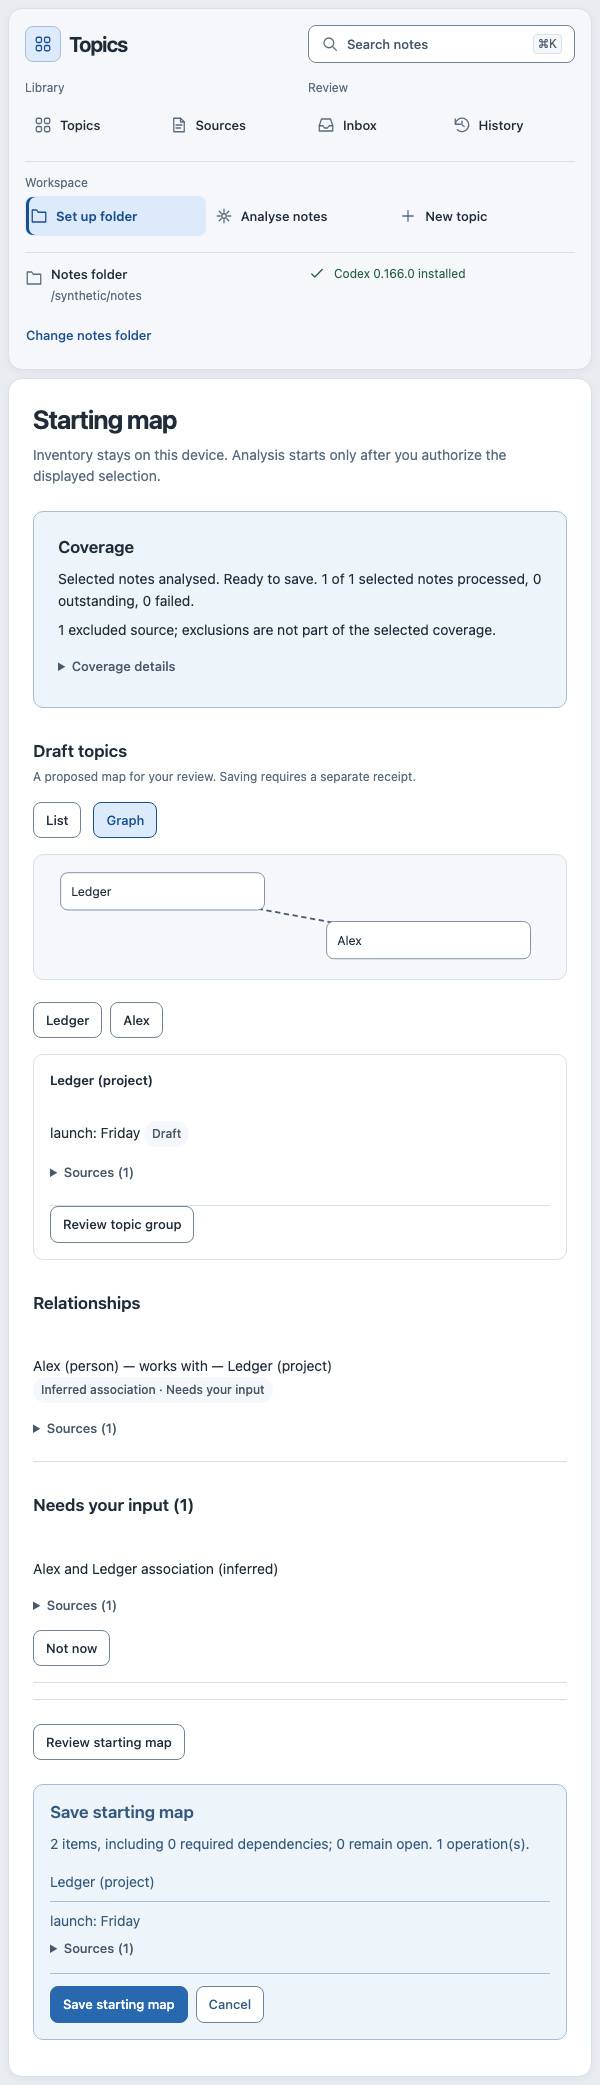 Topics
Search notes
⌘K
Library
Review
Topics
Sources
Inbox
History
Workspace
Set up folder
Analyse notes
New topic
Notes folder
/synthetic/notes
Codex 0.166.0 installed
Change notes folder
Starting map
Inventory stays on this device. Analysis starts only after you authorize the
displayed selection.
Coverage
Selected notes analysed. Ready to save. 1 of 1 selected notes processed, 0
outstanding, 0 failed.
1 excluded source; exclusions are not part of the selected coverage.
Coverage details
Draft topics
A proposed map for your review. Saving requires a separate receipt.
List
Graph
Ledger
Alex
Ledger
Alex
Ledger (project)
launch: Friday Draft
Sources (1)
Review topic group
Relationships
Alex (person) — works with — Ledger (project)
Inferred association · Needs your input
Sources (1)
Needs your input (1)
Alex and Ledger association (inferred)
Sources (1)
Not now
Review starting map
Save starting map
2 items, including 0 required dependencies; 0 remain open. 1 operation(s).
Ledger (project)
launch: Friday
Sources (1)
Save starting map
Cancel